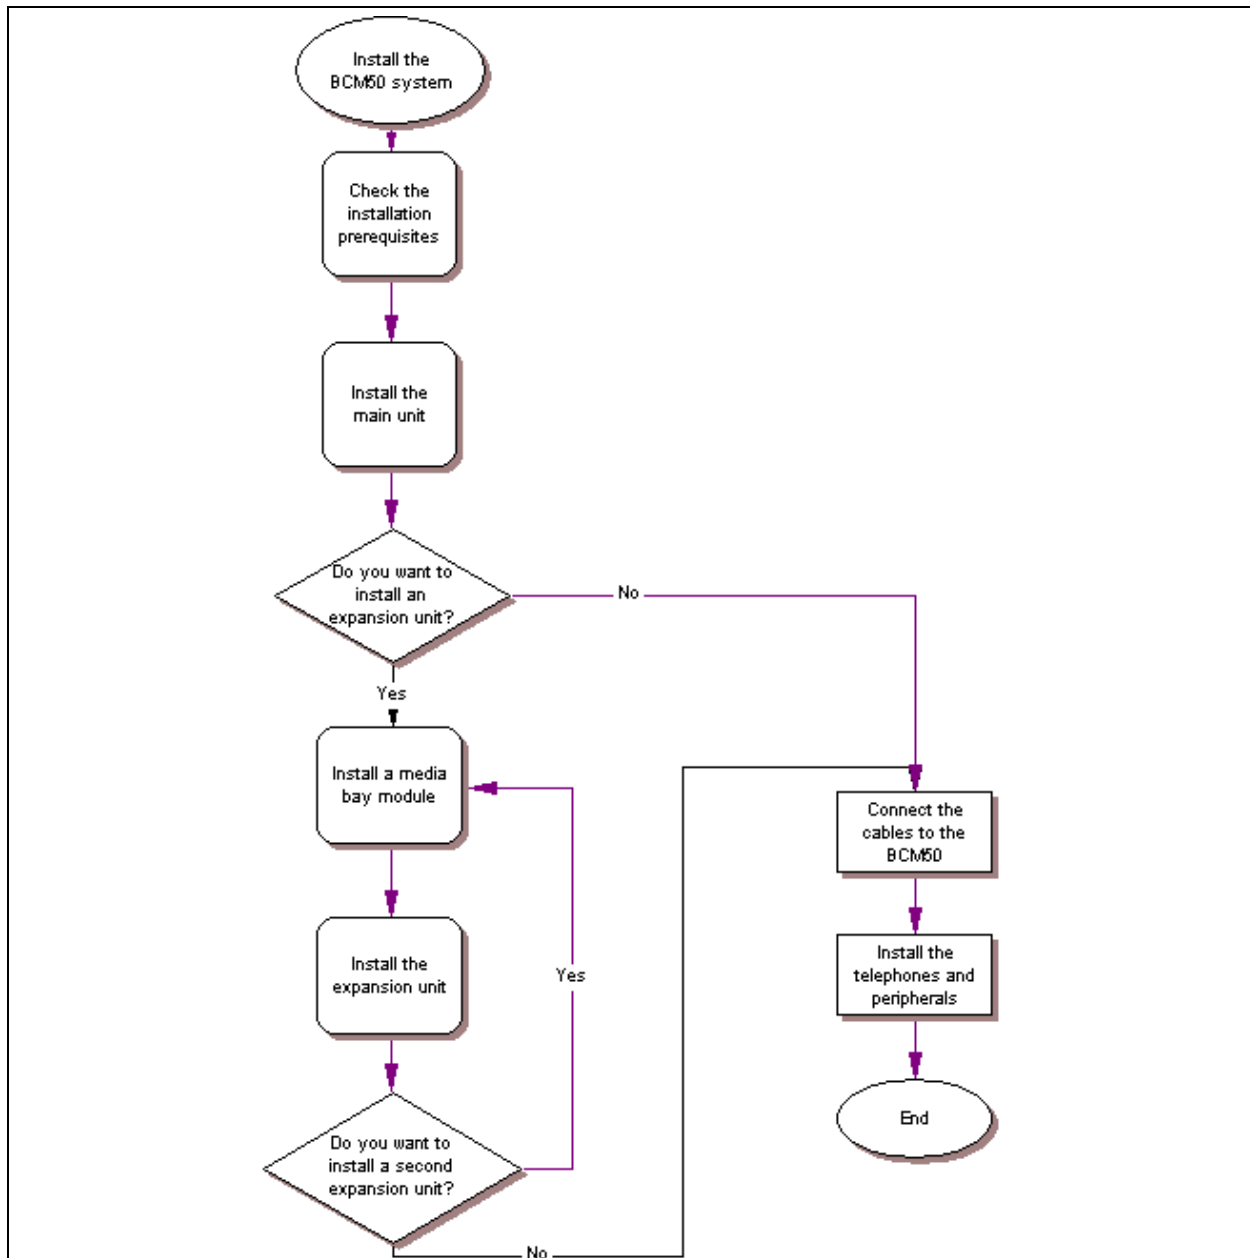 Install the
BCM50 system
Check the
installation
prerequisites
Install the
main unit
Do you want to
install an
expansion unit?
No
Yes
Install a media
bay module
Install the
expansion unit
Yes
Do you want to
install a second
expansion unit?
No
Connect the
cables to the
BCM50
Install the
telephones and
peripherals
End